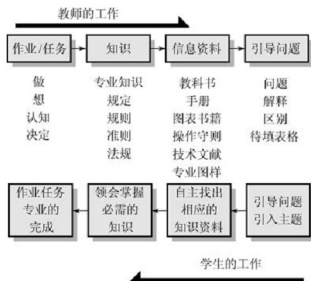 教师的工作
作业/任务 知识 信息资料 引导问题
做 专业知识 教科书 问题
想 规定 手册 解释
认知 规则 图表书籍 区别
决定 准则 操作守则 待填表格
法规 技术文献
专业图样
作业任务 领会掌握 自主找出 引导问题
专业的 必需的 相应的 引入主题
完成 知识 知识资料
学生的工作